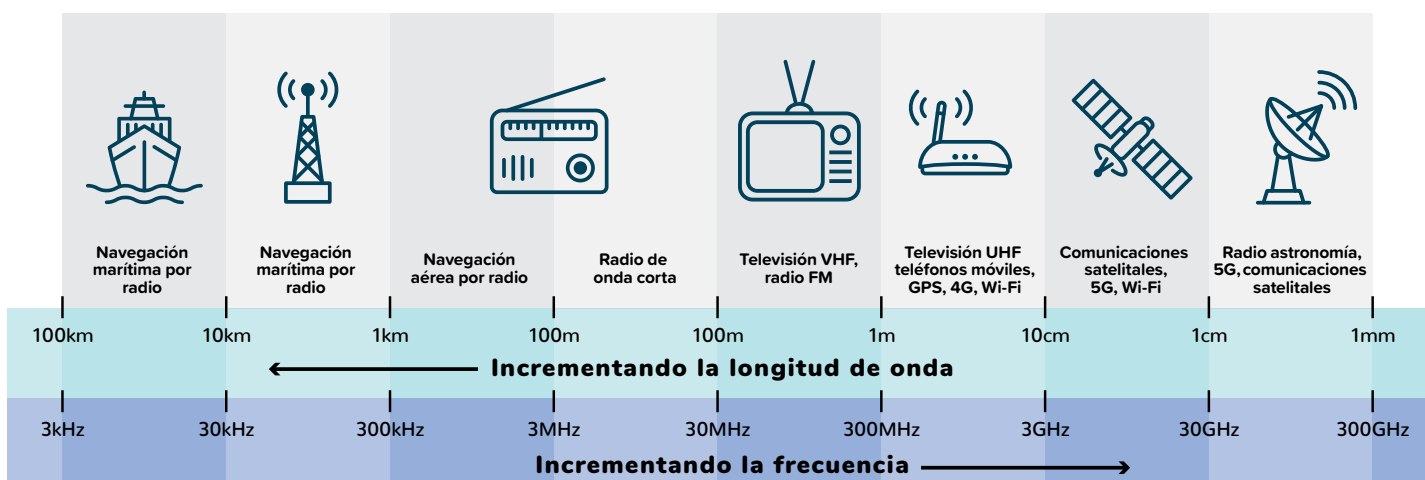 Navegación
marítima por
radio
Navegación
marítima por
radio
Navegación
aérea por radio
Radio de
onda corta
Televisión VHF,
radio FM
Televisión UHF
teléfonos móviles,
GPS, 4G, Wi-Fi
Comunicaciones
satelitales,
5G, Wi-Fi
Radio astronomía,
5G, comunicaciones
satelitales
100km 10km 1km 100m 100m 1m 10cm 1cm 1mm
Incrementando la longitud de onda
3kHz 30kHz 300kHz 3MHz 30MHz 300MHz 3GHz 30GHz 300GHz
Incrementando la frecuencia